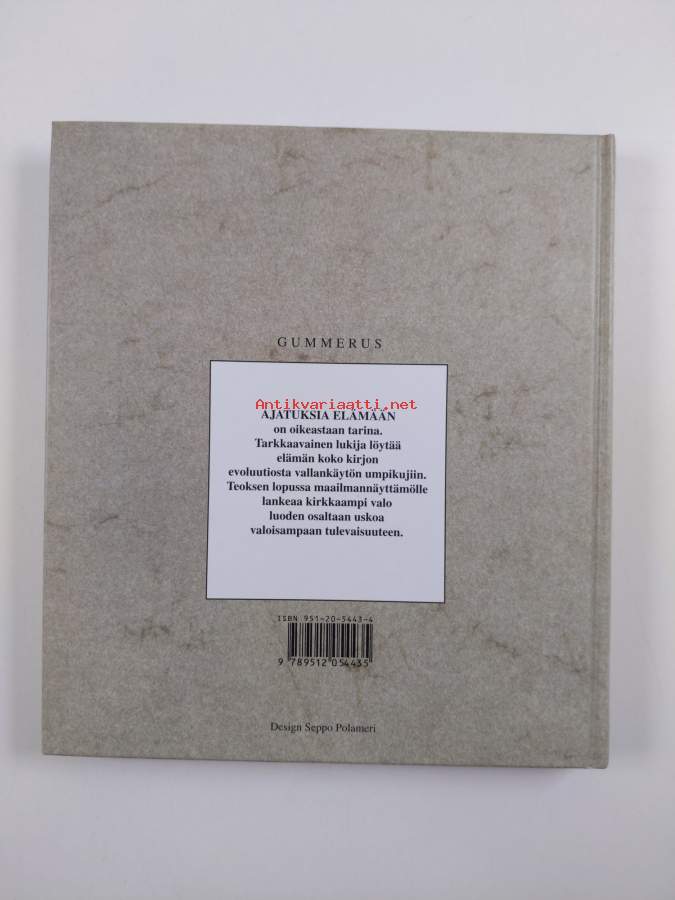 GUMMERUS
Antikvariaatti.net
AJATUKSIA ELÄMÄÄN
on oikeastaan tarina.
Tarkkaavainen lukija löytää
elämän koko kirjon
evoluutiosta vallankäytön umpikujiin.
Teoksen lopussa maailmannäyttämölle
lankeaa kirkkaampi valo
luoden osaltaan uskoa
valoisampaan tulevaisuuteen.
ISBN 951-20-5443-4
9 789512 054435
Design Seppo Polameri